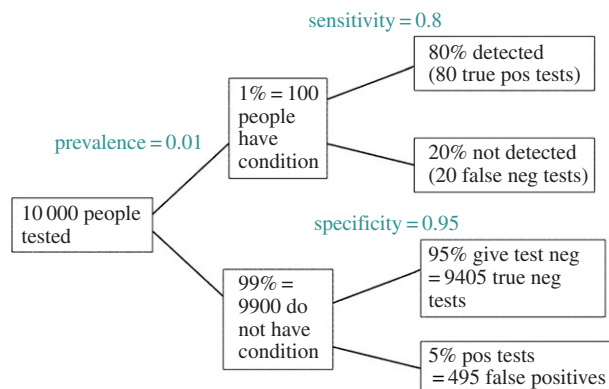 sensitivity = 0.8
80% detected
(80 true pos tests)
1% = 100
people
have
condition
prevalence = 0.01
20% not detected
(20 false neg tests)
10 000 people
tested
specificity = 0.95
95% give test neg
= 9405 true neg
tests
99% =
9900 do
not have
condition
5% pos tests
= 495 false positives